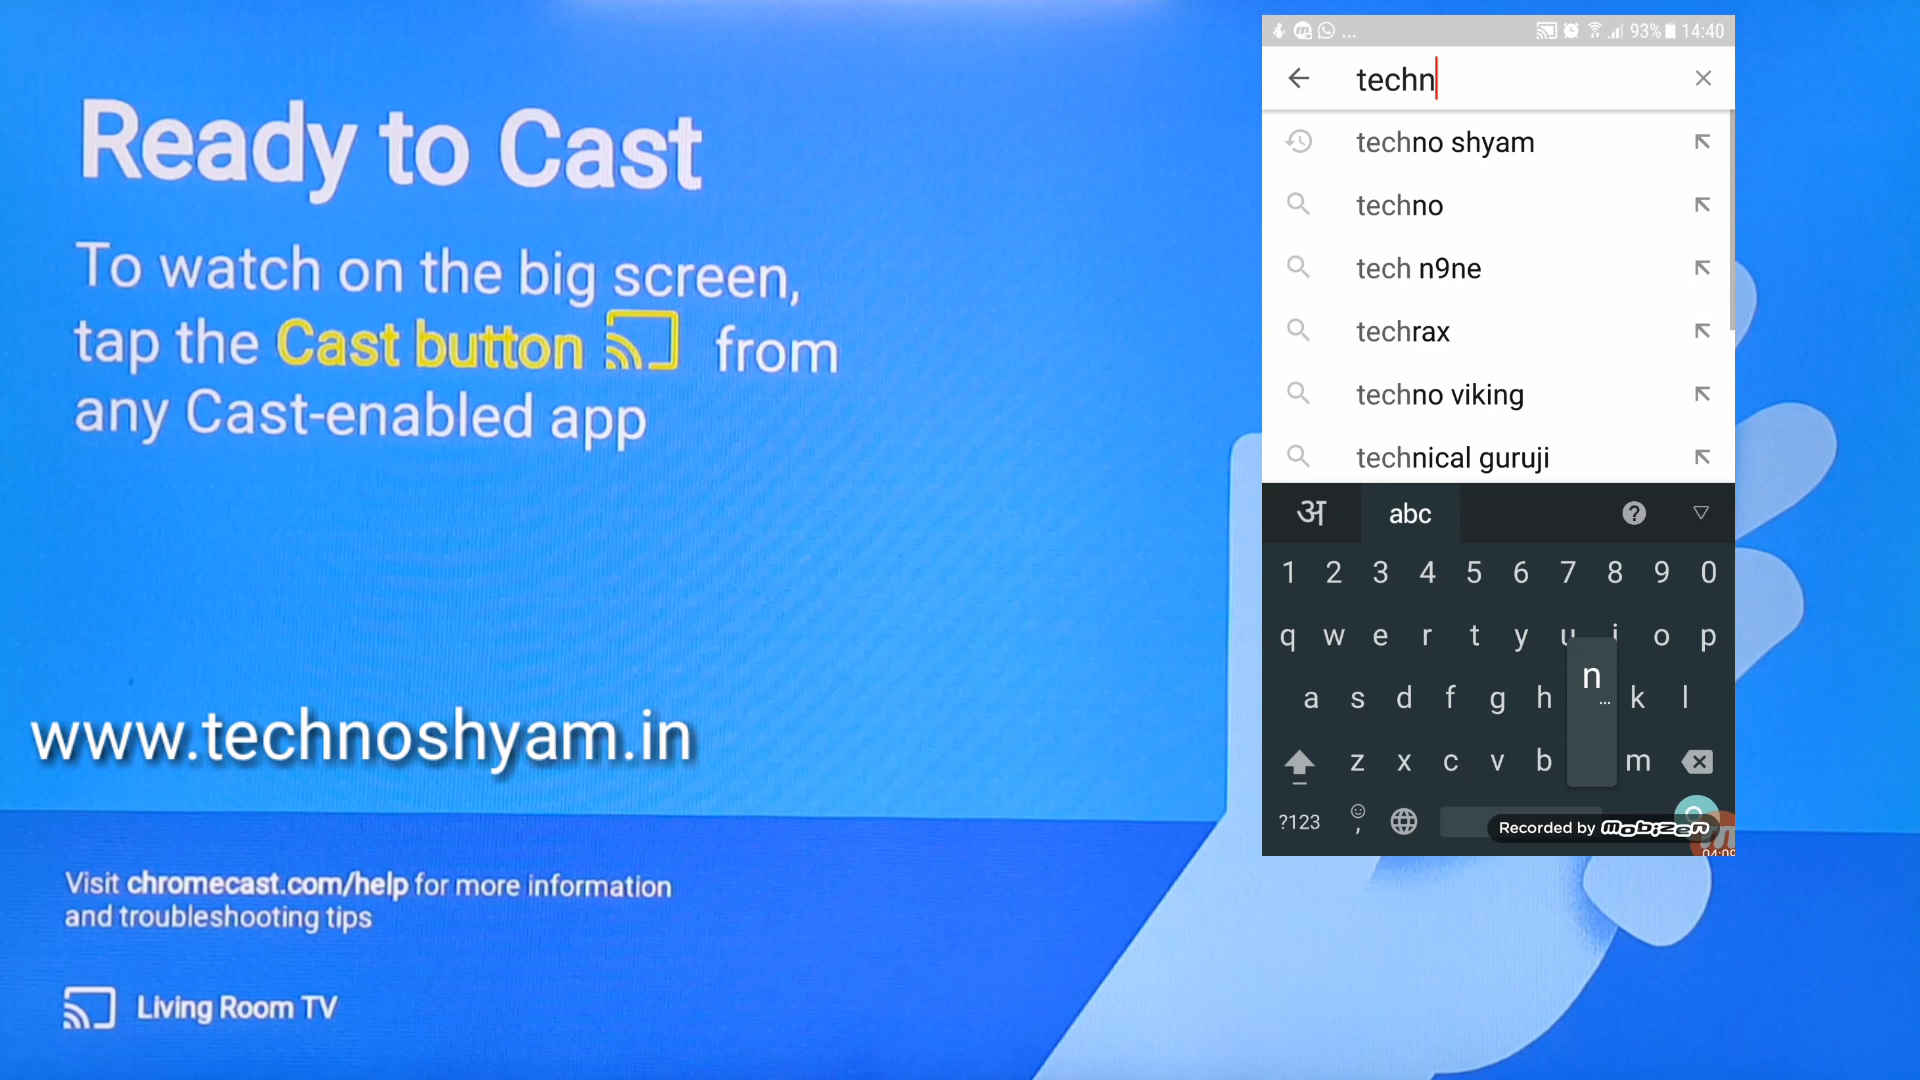 Ready to Cast
To watch on the big screen,
tap the Cast button from
any Cast-enabled app
www.technoshyam.in
Visit chromecast.com/help for more information
and troubleshooting tips
Living Room TV
... 93% 14:40
techn
techno shyam
techno
tech n9ne
techrax
techno viking
technical guruji
अ abc ?
1 2 3 4 5 6 7 8 9 0
q w e r t y u i o p
a s d f g h k l
n
...
z x c v b m
?123 ,
Recorded by mobizen
04:09